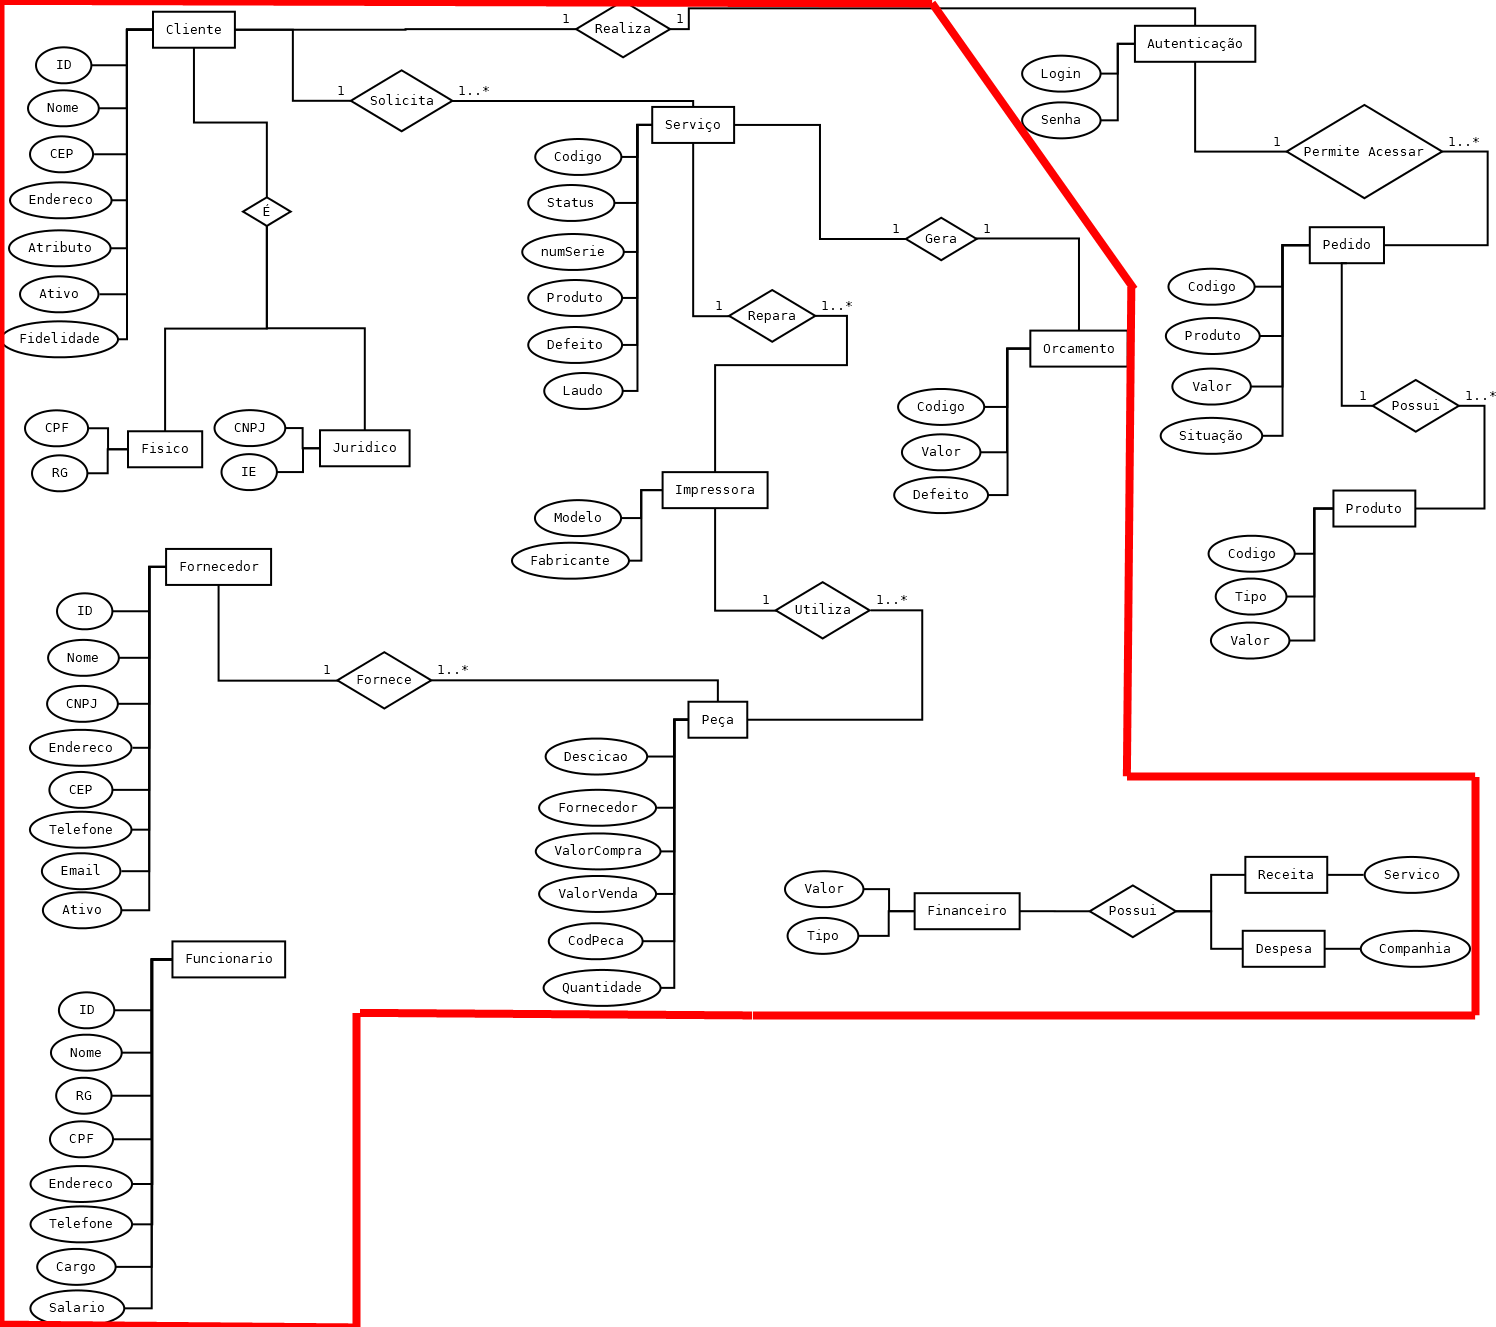 Cliente
1
Realiza
1
ID
Nome
CEP
Endereco
Atributo
Ativo
Fidelidade
1
Solicita
1..*
É
CPF
RG
Fisico
CNPJ
IE
Juridico
Serviço
Codigo
Status
numSerie
Produto
Defeito
Laudo
1
Gera
1
1
Repara
1..*
Orcamento
Codigo
Valor
Defeito
Autenticação
Login
Senha
1
Permite Acessar
1..*
Pedido
Codigo
Produto
Valor
Situação
1
Possui
1..*
Produto
Codigo
Tipo
Valor
Impressora
Modelo
Fabricante
1
Utiliza
1..*
Fornecedor
ID
Nome
CNPJ
Endereco
CEP
Telefone
Email
Ativo
1
Fornece
1..*
Peça
Descicao
Fornecedor
ValorCompra
ValorVenda
CodPeca
Quantidade
Valor
Tipo
Financeiro
Possui
Receita
Servico
Despesa
Companhia
Funcionario
ID
Nome
RG
CPF
Endereco
Telefone
Cargo
Salario